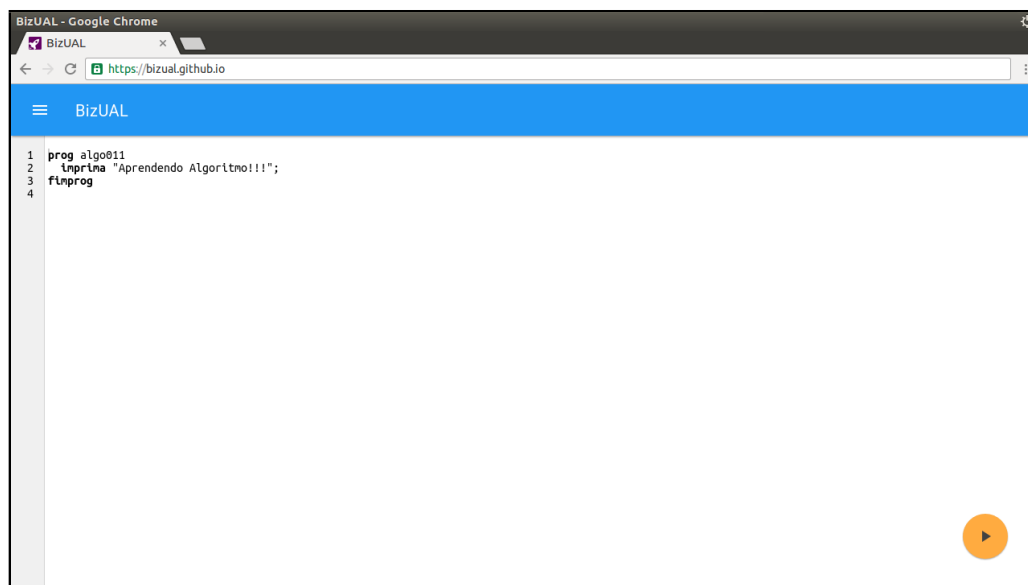 BizUAL - Google Chrome
BizUAL
https://bizual.github.io
BizUAL
1 prog algo011
2 imprima "Aprendendo Algoritmo!!!";
3 fimprog
4